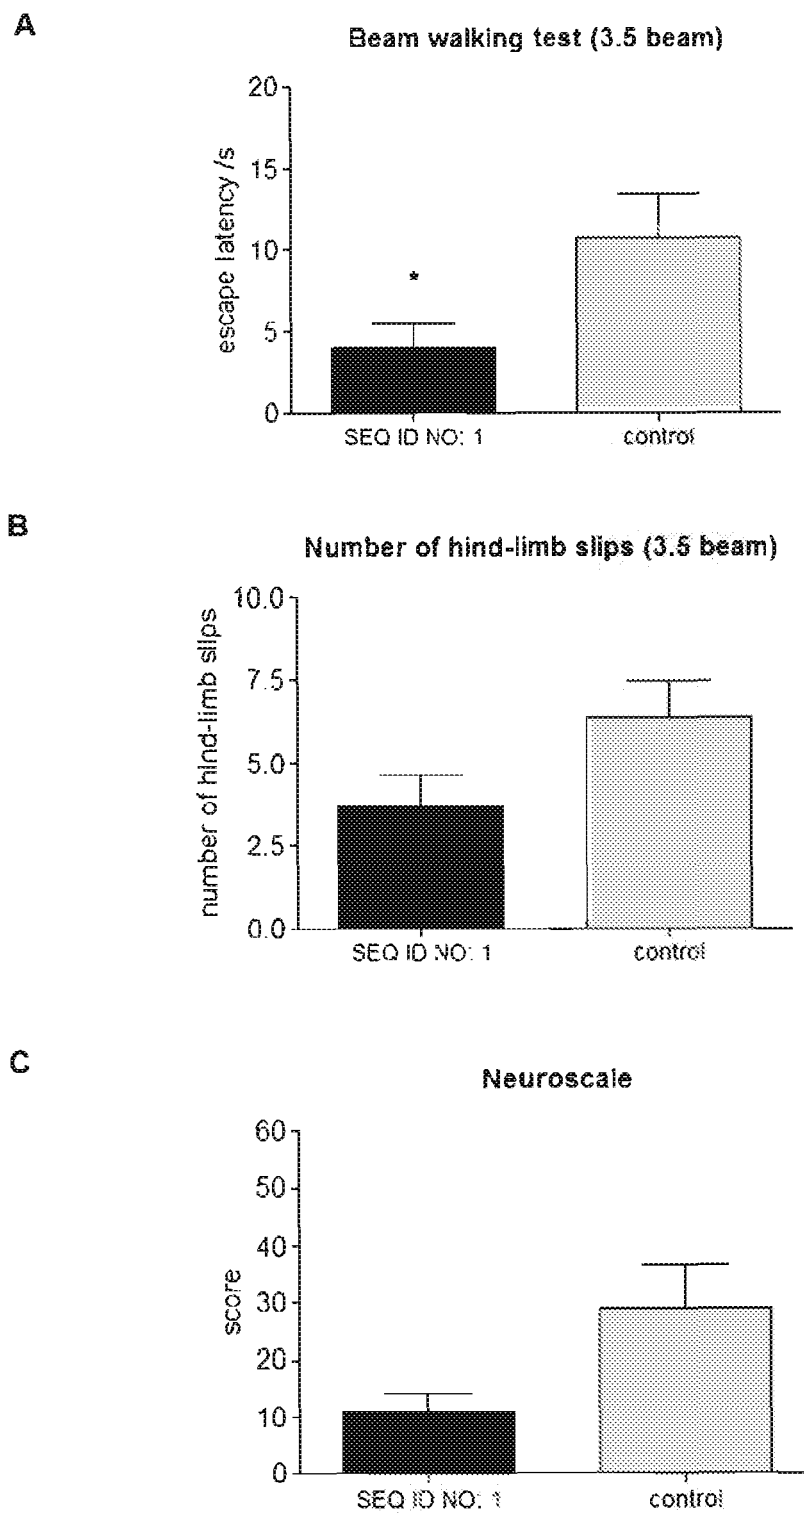 A
Beam walking test (3.5 beam)
escape latency /s
20
15
10
5
0
*
SEQ ID NO: 1
control
B
Number of hind-limb slips (3.5 beam)
number of hind-limb slips
10.0
7.5
5.0
2.5
0.0
SEQ ID NO: 1
control
C
Neuroscale
score
60
50
40
30
20
10
0
SEQ ID NO: 1
control